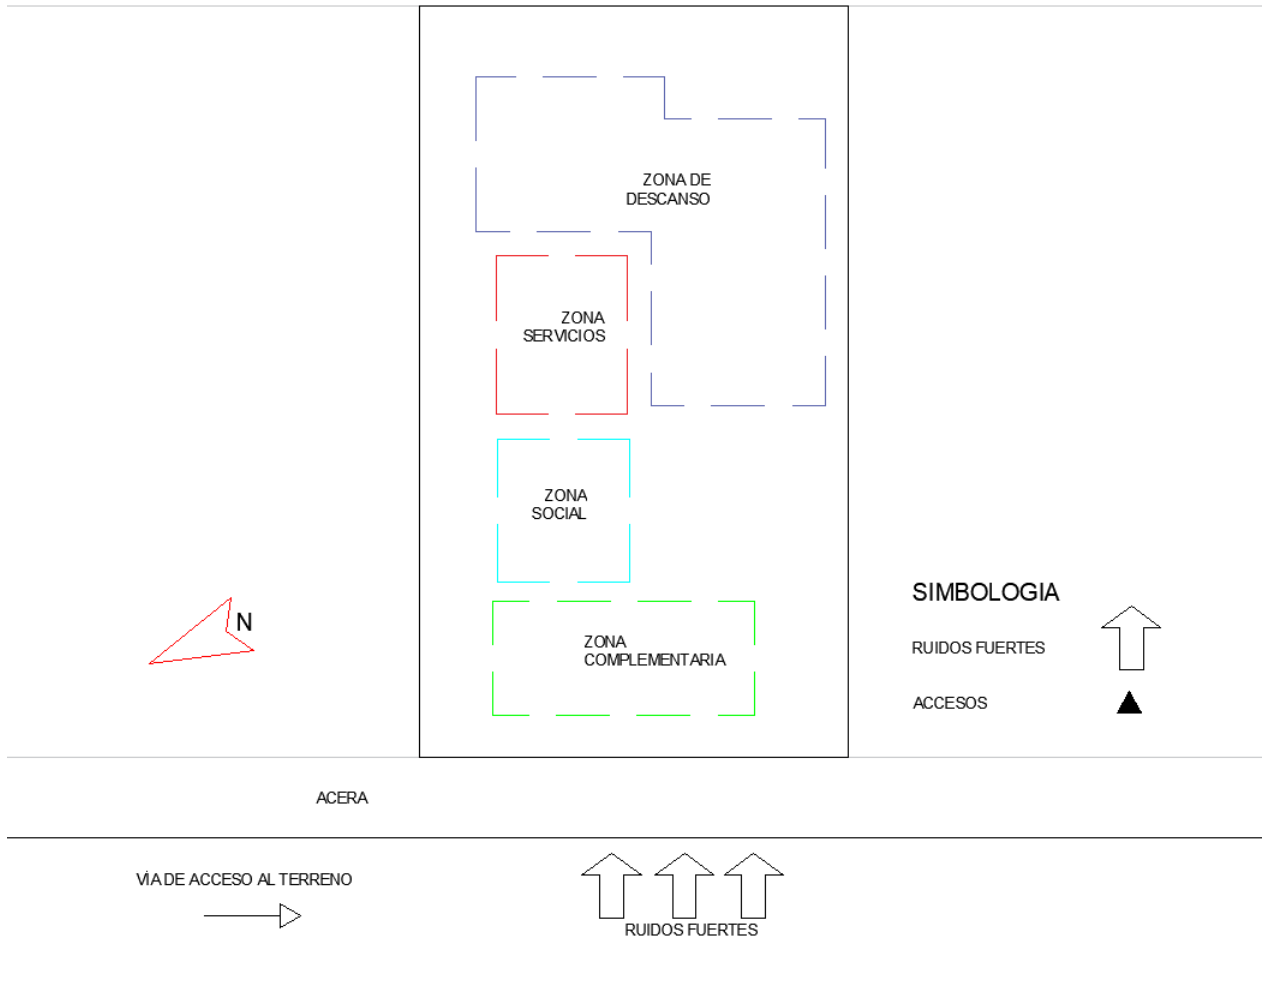 ZONA DE
DESCANSO
ZONA
SERVICIOS
ZONA
SOCIAL
ZONA
COMPLEMENTARIA
N
SIMBOLOGIA
RUIDOS FUERTES
ACCESOS
ACERA
VÍA DE ACCESO AL TERRENO
RUIDOS FUERTES